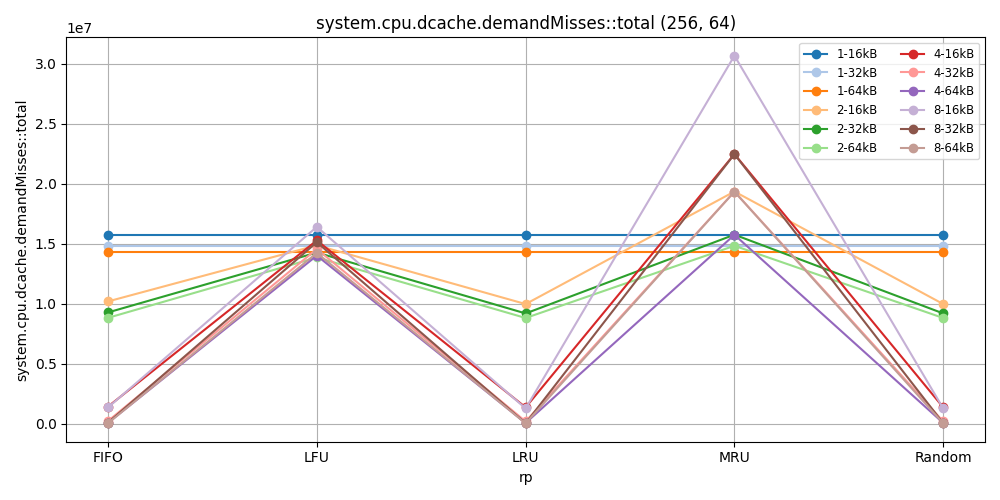 system.cpu.dcache.demandMisses::total (256, 64)
1e7
3.0
2.5
2.0
1.5
1.0
0.5
0.0
system.cpu.dcache.demandMisses::total
1-16kB
1-32kB
1-64kB
2-16kB
2-32kB
2-64kB
4-16kB
4-32kB
4-64kB
8-16kB
8-32kB
8-64kB
FIFO LFU LRU MRU Random
rp